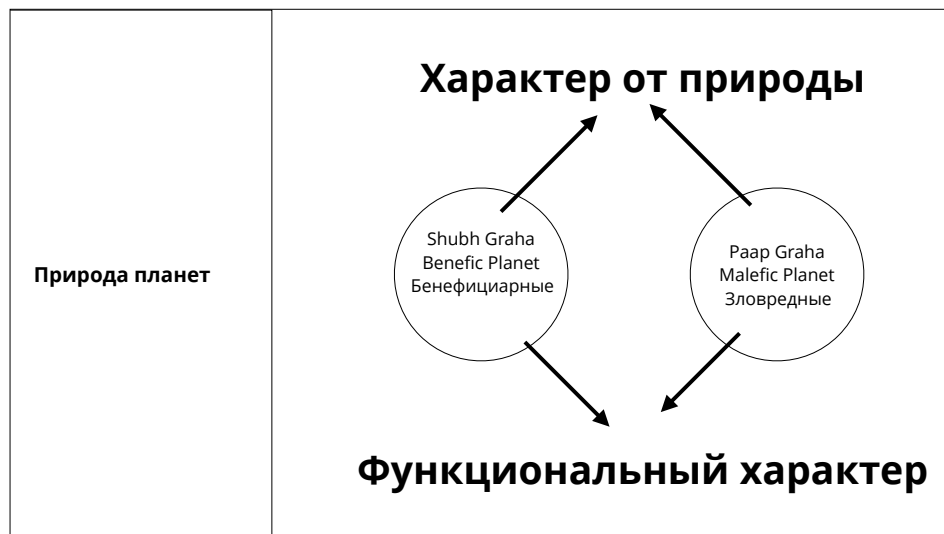 Природа планет
Характер от природы
Shubh Graha
Benefic Planet
Бенефициарные
Paap Graha
Malefic Planet
Зловредные
Функциональный характер